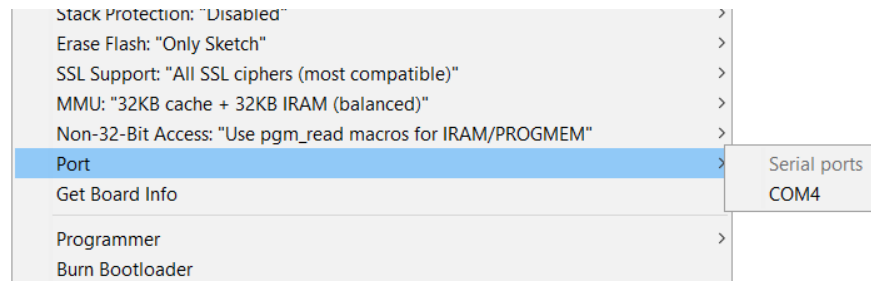 Stack Protection: "Disabled"
Erase Flash: "Only Sketch"
SSL Support: "All SSL ciphers (most compatible)"
MMU: "32KB cache + 32KB IRAM (balanced)"
Non-32-Bit Access: "Use pgm_read macros for IRAM/PROGMEM"
Port
Serial ports
COM4
Get Board Info
Programmer
Burn Bootloader